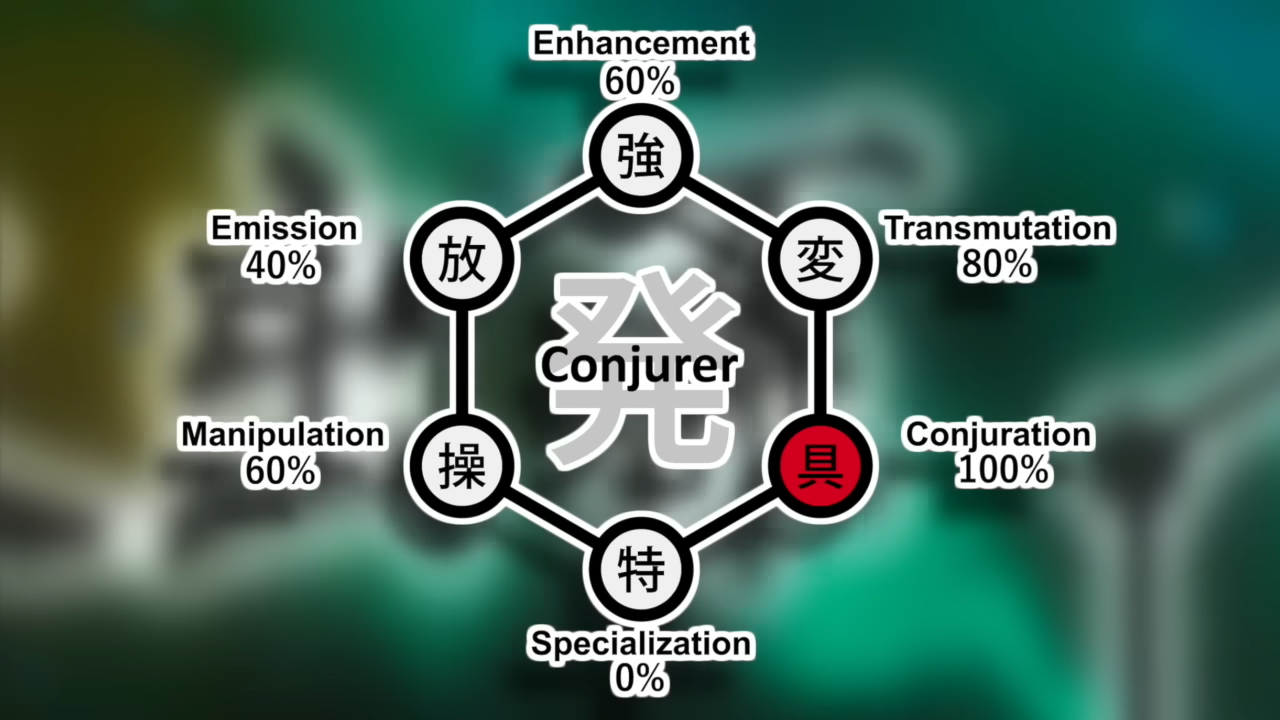 Enhancement
60%
強
Emission
40%
放
変
Transmutation
80%
発
Conjurer
Manipulation
60%
操
具
Conjuration
100%
特
Specialization
0%